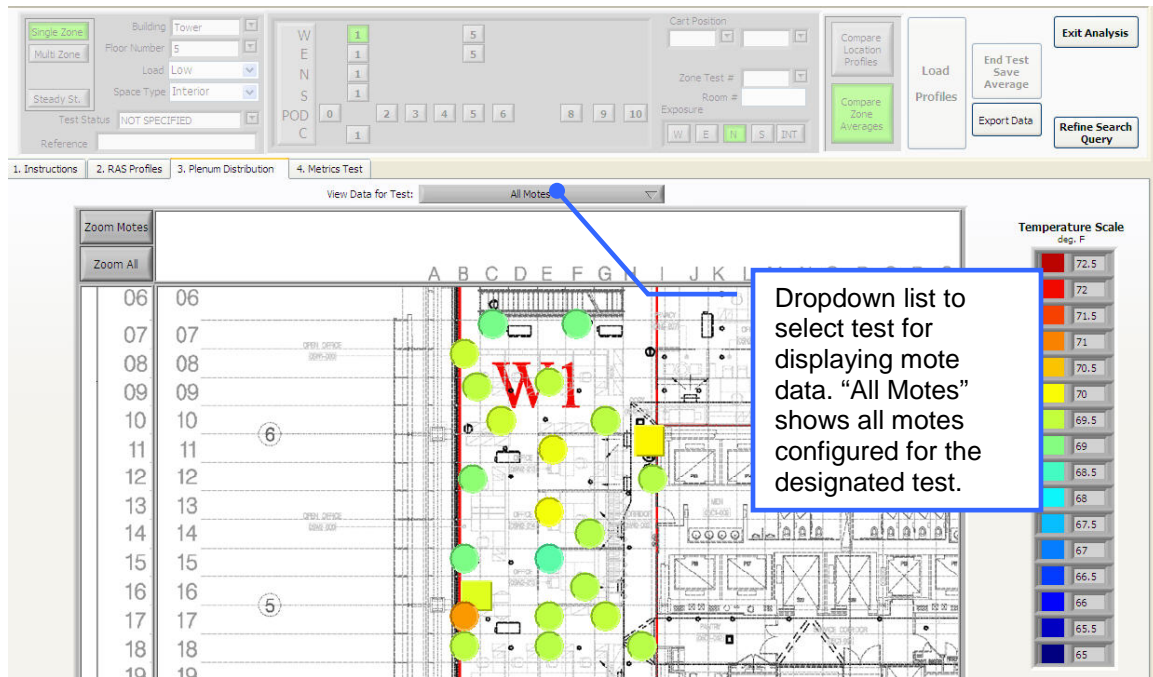 Single Zone
Multi Zone
Steady St.
Building Tower
Floor Number 5
Load Low
Space Type Interior
Test Status NOT SPECIFIED
Reference
W 1 5
E 1 5
N 1
S 1
POD 0 2 3 4 5 6 8 9 10
C 1
Cart Position
Zone Test #
Room #
Exposure
W E N S INT
Compare Location Profiles
Compare Zone Averages
Load Profiles
End Test Save Average
Export Data
Exit Analysis
Refine Search Query
1. Instructions 2. RAS Profiles 3. Plenum Distribution 4. Metrics Test
View Data for Test: All Motes
Zoom Motes
Zoom All
A B C D E F G H I J K L
06 06
07 07
08 08
09 09
10 10
11 11
12 12
13 13
14 14
15 15
16 16
17 17
18 18
19 19
6
5
W1
OPEN OFFICE
OPEN OFFICE
Dropdown list to
select test for
displaying mote
data. “All Motes”
shows all motes
configured for the
designated test.
Temperature Scale
deg. F
72.5
72
71.5
71
70.5
70
69.5
69
68.5
68
67.5
67
66.5
66
65.5
65